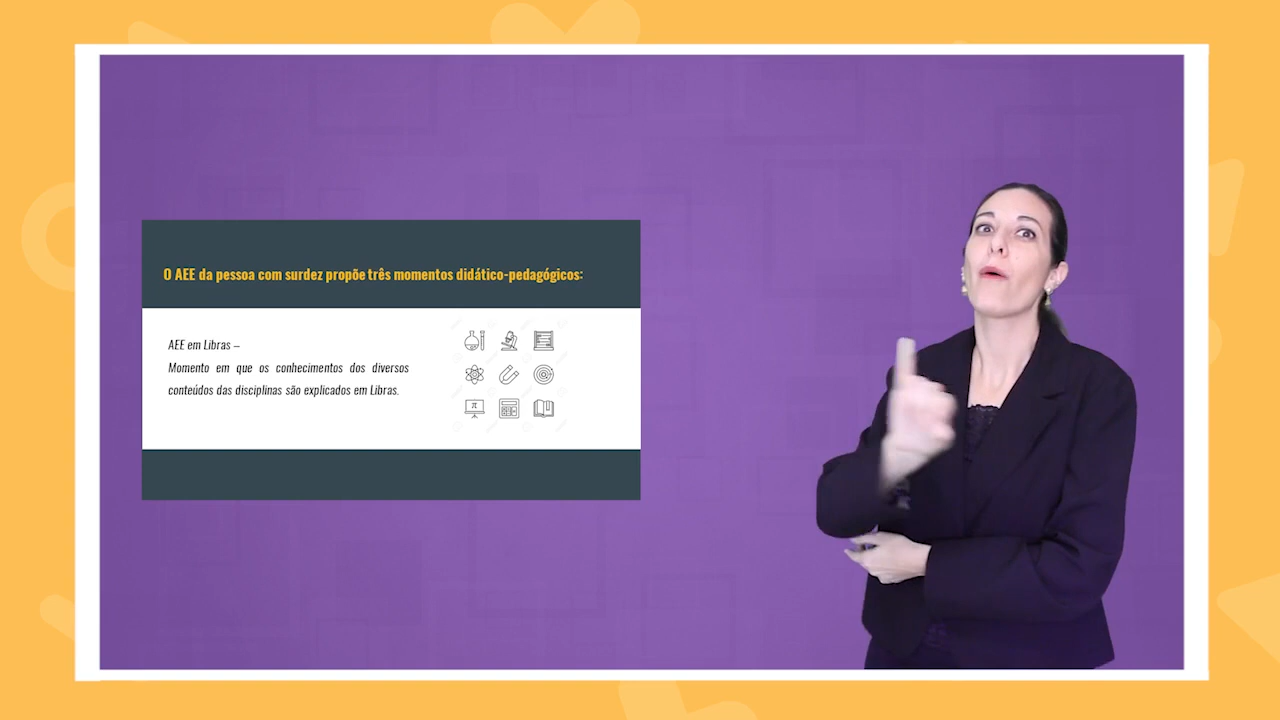 O AEE da pessoa com surdez propõe três momentos didático-pedagógicos:
AEE em Libras –
Momento em que os conhecimentos dos diversos
conteúdos das disciplinas são explicados em Libras.
π